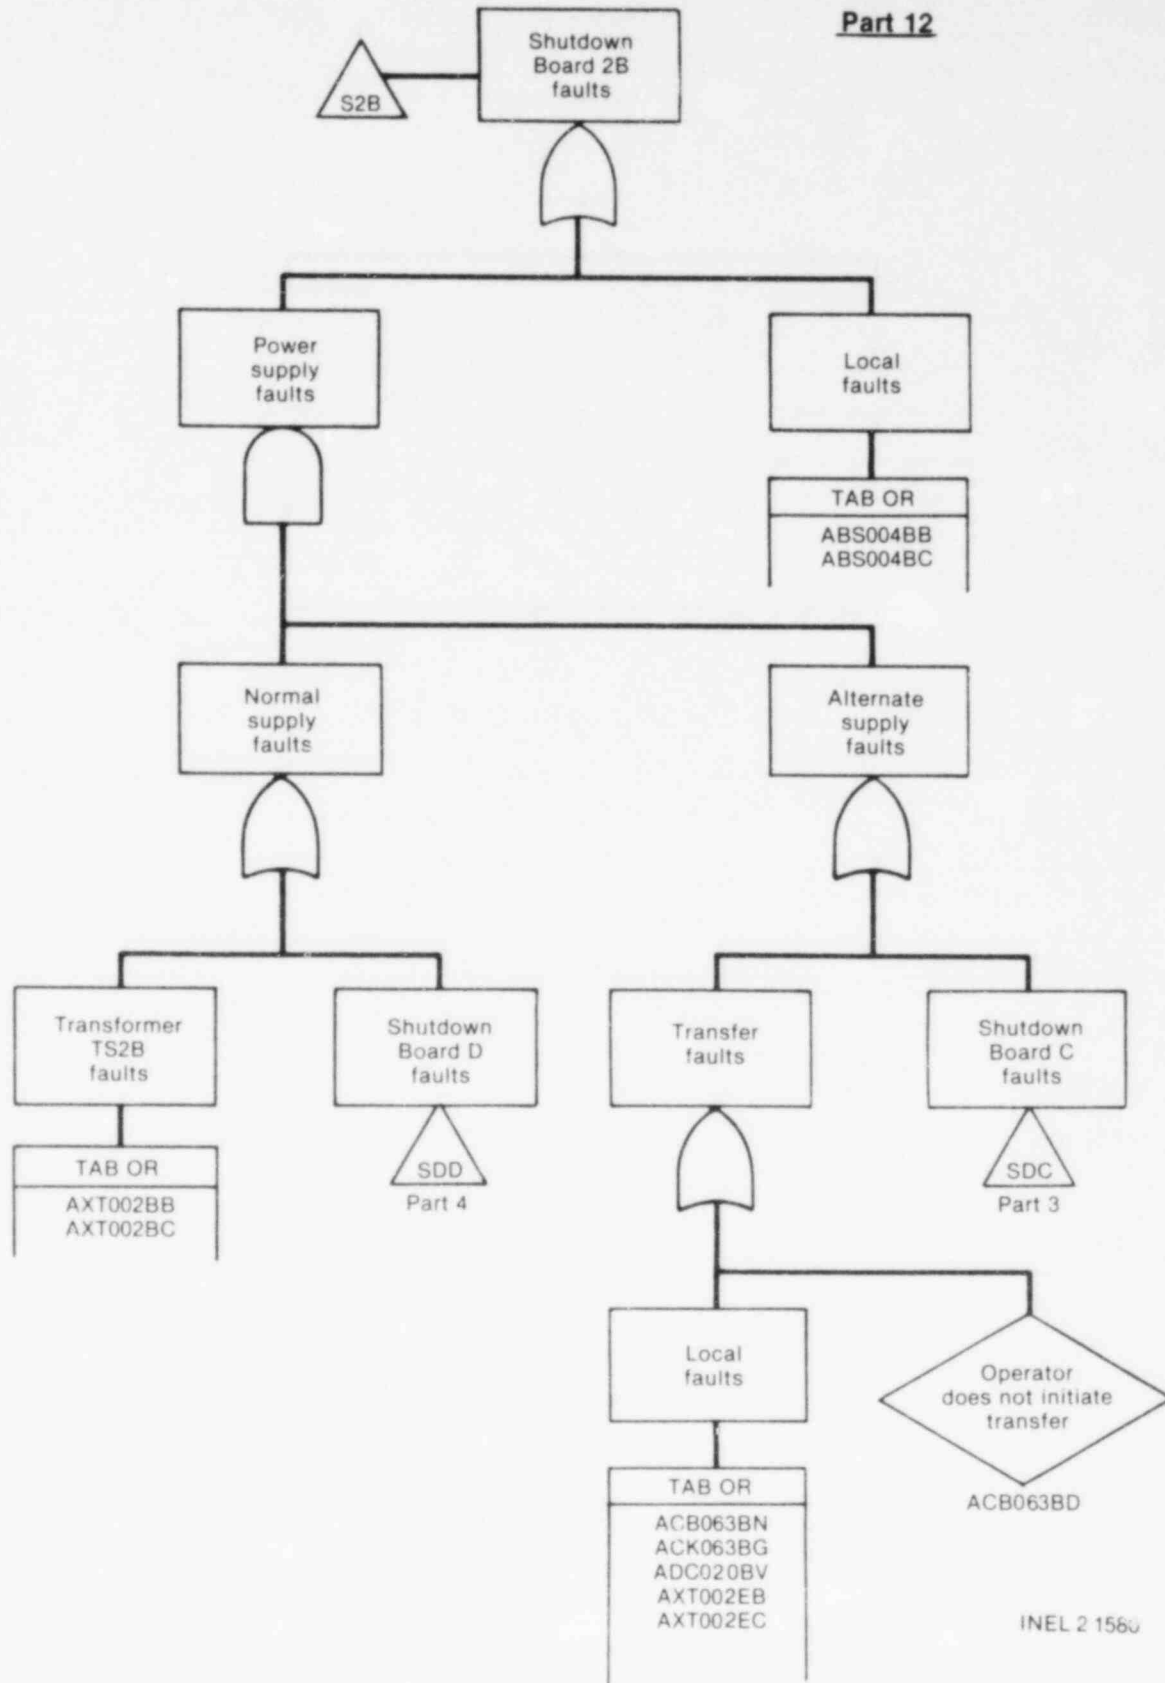 Part 12
Shutdown
Board 2B
faults
S2B
Power
supply
faults
Local
faults
TAB OR
ABS004BB
ABS004BC
Normal
supply
faults
Alternate
supply
faults
Transformer
TS2B
faults
Shutdown
Board D
faults
Transfer
faults
Shutdown
Board C
faults
TAB OR
AXT002BB
AXT002BC
SDD
Part 4
SDC
Part 3
Local
faults
Operator
does not initiate
transfer
ACB063BD
TAB OR
ACB063BN
ACK063BG
ADC020BV
AXT002EB
AXT002EC
INEL 2 1580